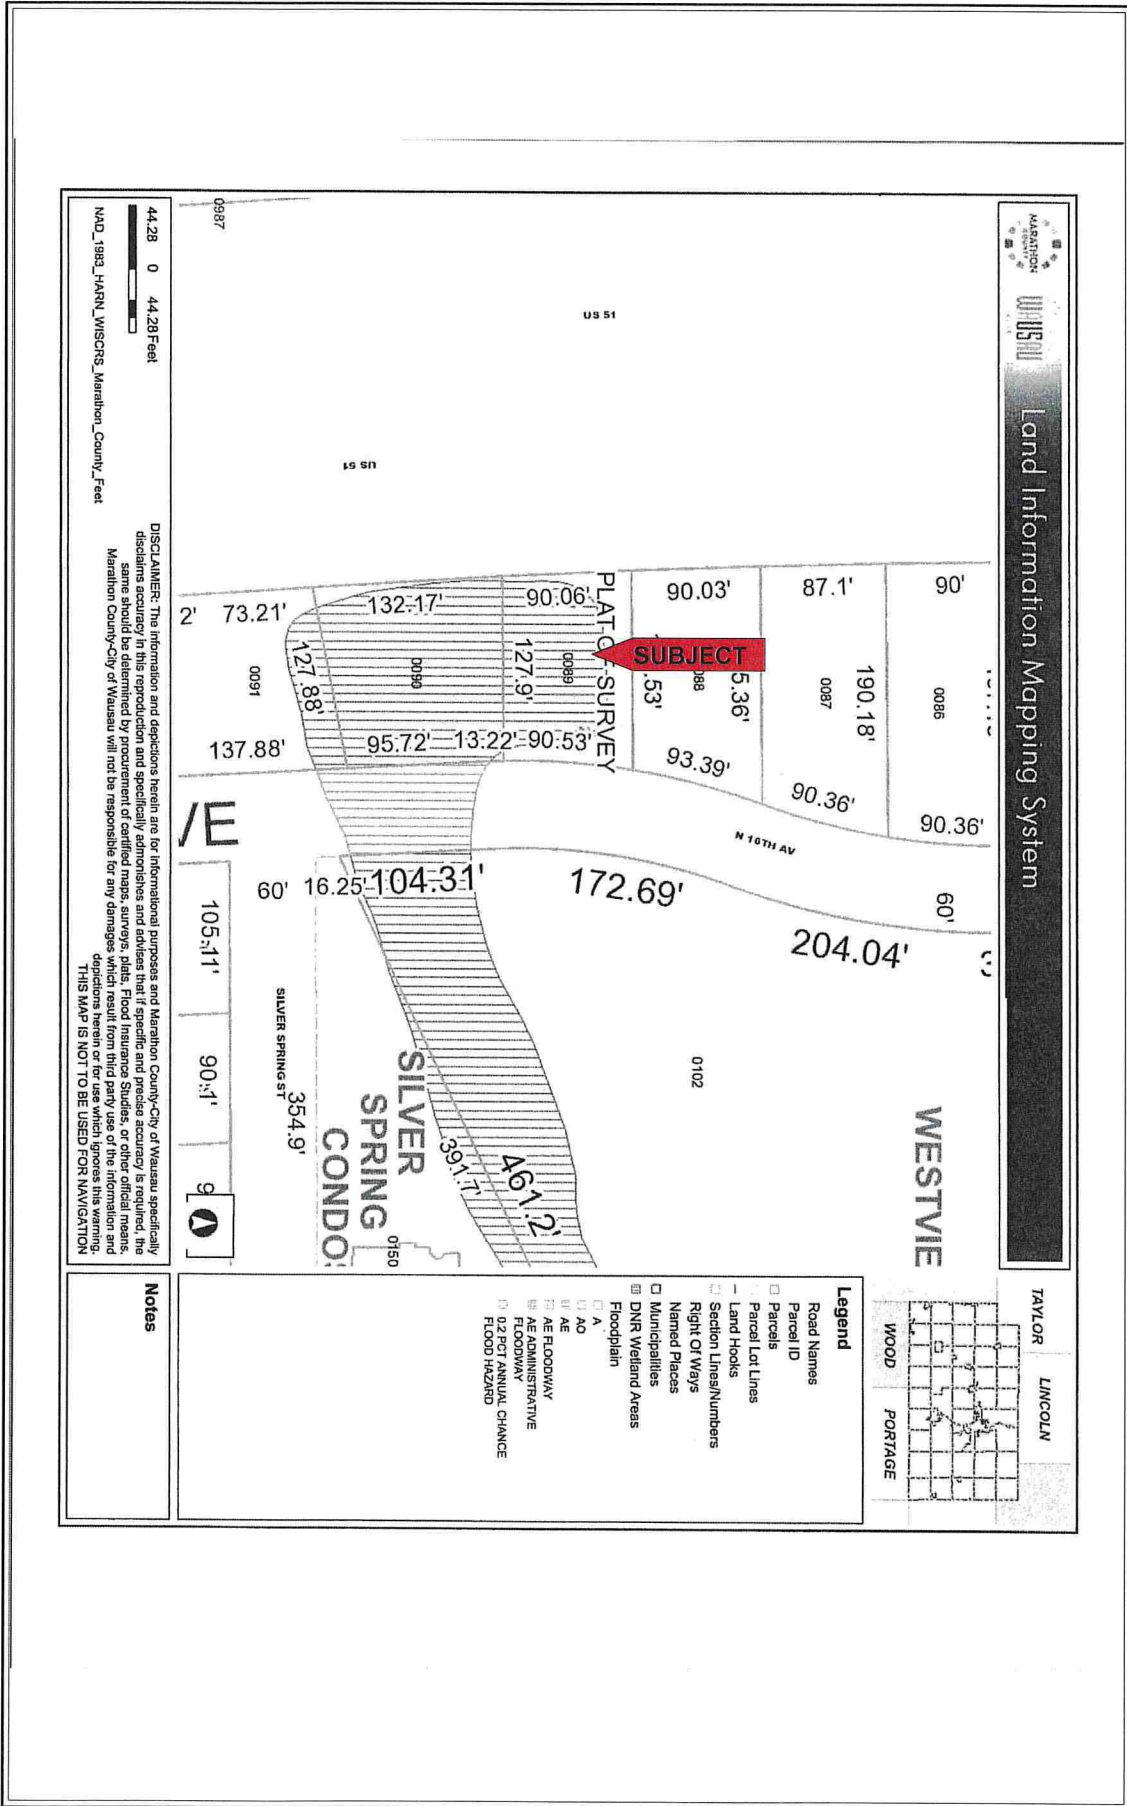 MARATHON
COUNTY
WAUSAU
Land Information Mapping System
TAYLOR
LINCOLN
WOOD
PORTAGE
Legend
Road Names
Parcel ID
Parcels
Parcel Lot Lines
Land Hooks
Section Lines/Numbers
Right Of Ways
Named Places
Municipalities
DNR Wetland Areas
Floodplain
A
AO
AE
AE FLOODWAY
AE ADMINISTRATIVE
FLOODWAY
0.2 PCT ANNUAL CHANCE
FLOOD HAZARD
90'
0086
90.36'
87.1'
190.18'
0087
90.36'
90.03'
5.36'
.53'
93.39'
SUBJECT
PLAT OF SURVEY
90.06'
0089
127.9'
90.53'
13.22'
132.17'
0090
95.72'
127.88'
73.21'
2'
0091
137.88'
US 51
US 51
0987
N 10TH AV
60'
204.04'
172.69'
104.31'
16.25'
60'
WESTVIE
0102
461.2'
391.7'
SILVER
SPRING
CONDO
0150
354.9'
SILVER SPRING ST
VE
105.11'
90.1'
9
44.28 0 44.28 Feet
NAD_1983_HARN_WISCRS_Marathon_County_Feet
DISCLAIMER: The information and depictions herein are for informational purposes and Marathon County-City of Wausau specifically
disclaims accuracy in this reproduction and specifically admonishes and advises that if specific and precise accuracy is required, the
same should be determined by procurement of certified maps, surveys, plats, Flood Insurance Studies, or other official means.
Marathon County-City of Wausau will not be responsible for any damages which result from third party use of the information and
depictions herein or for use which ignores this warning.
THIS MAP IS NOT TO BE USED FOR NAVIGATION
Notes